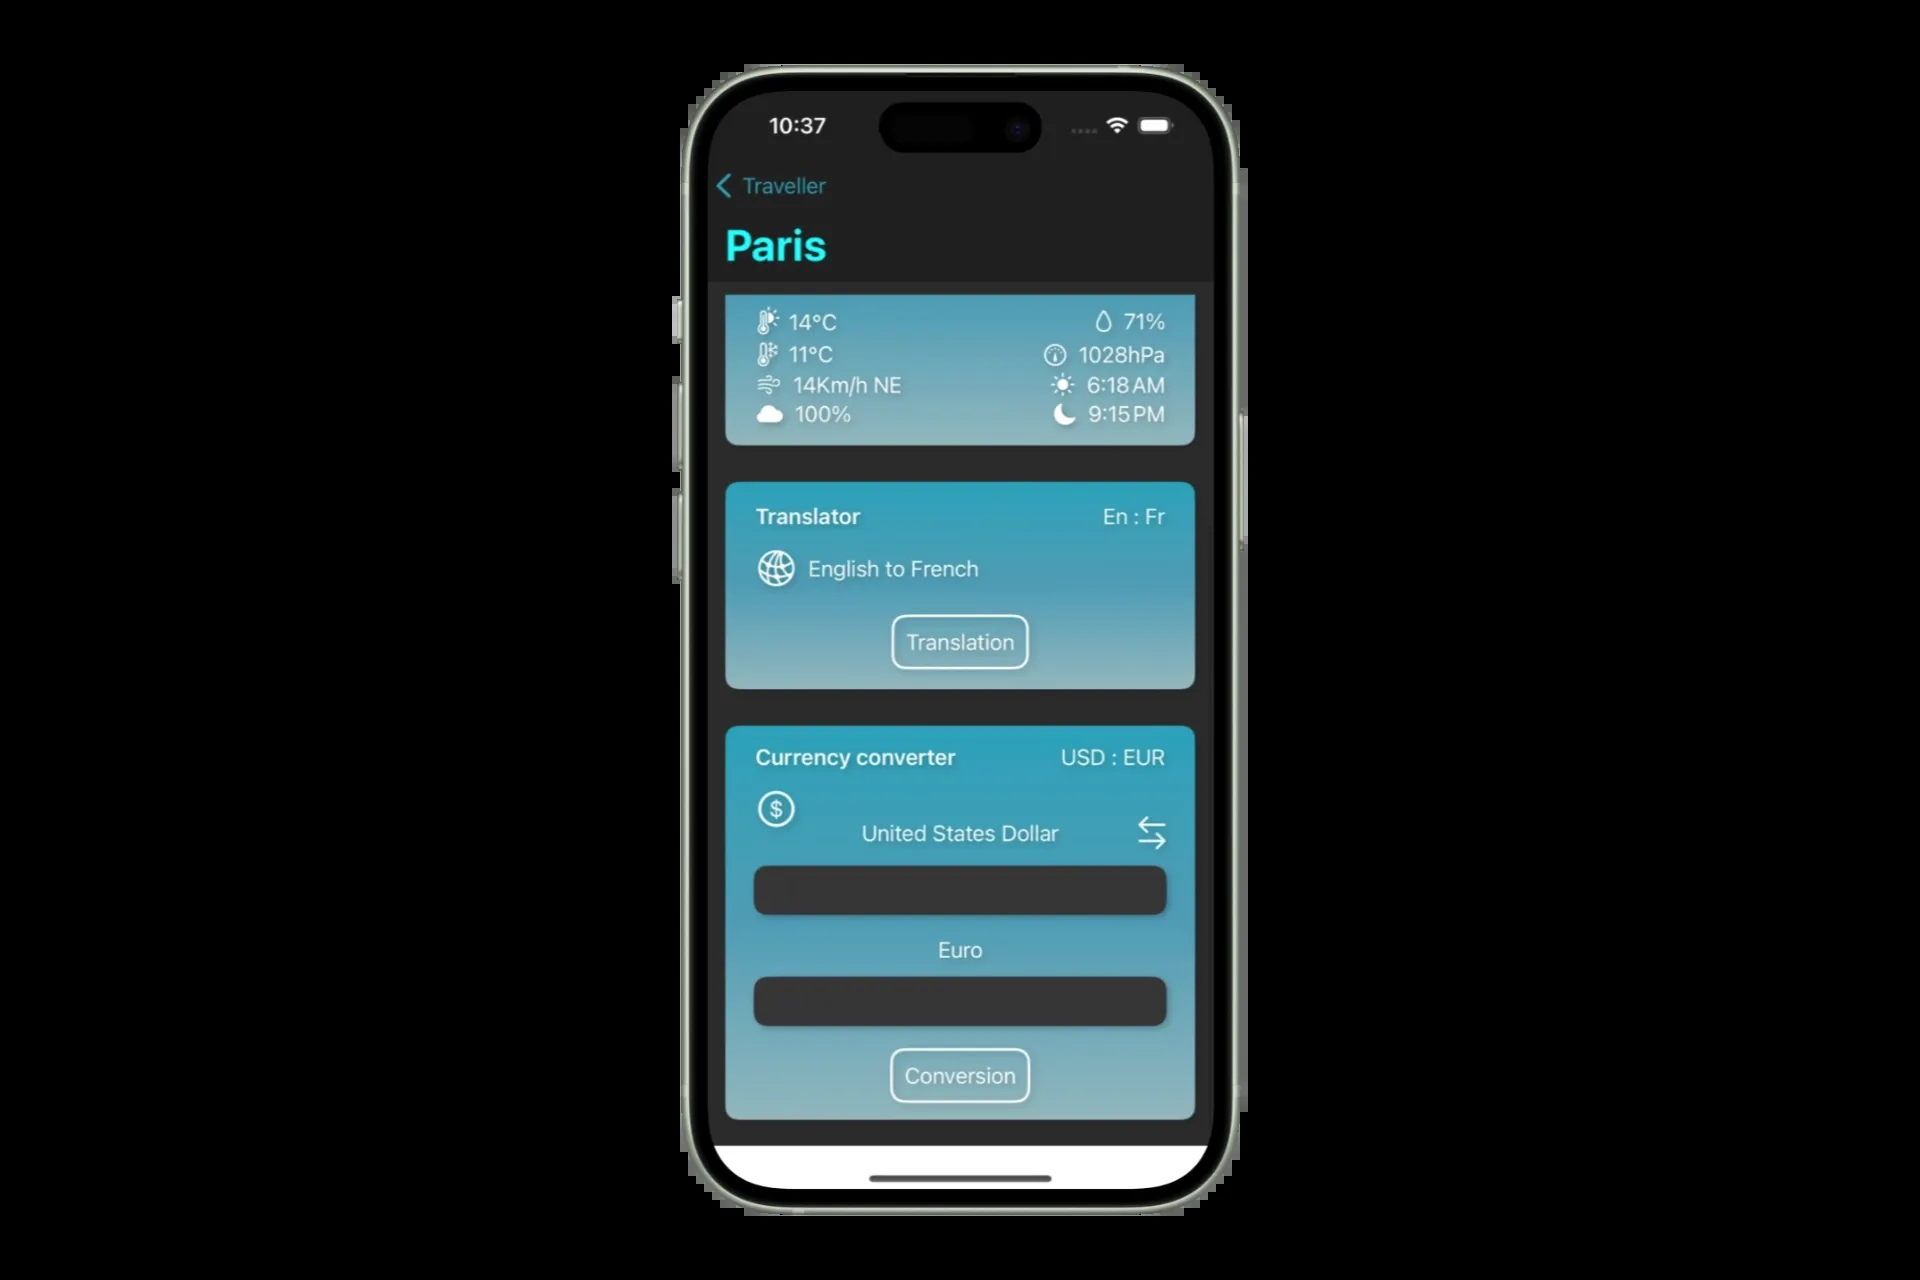 10:37
Traveller
Paris
14°C 71%
11°C 1028hPa
14Km/h NE 6:18 AM
100% 9:15 PM
Translator En : Fr
English to French
Translation
Currency converter USD : EUR
$
United States Dollar
Euro
Conversion